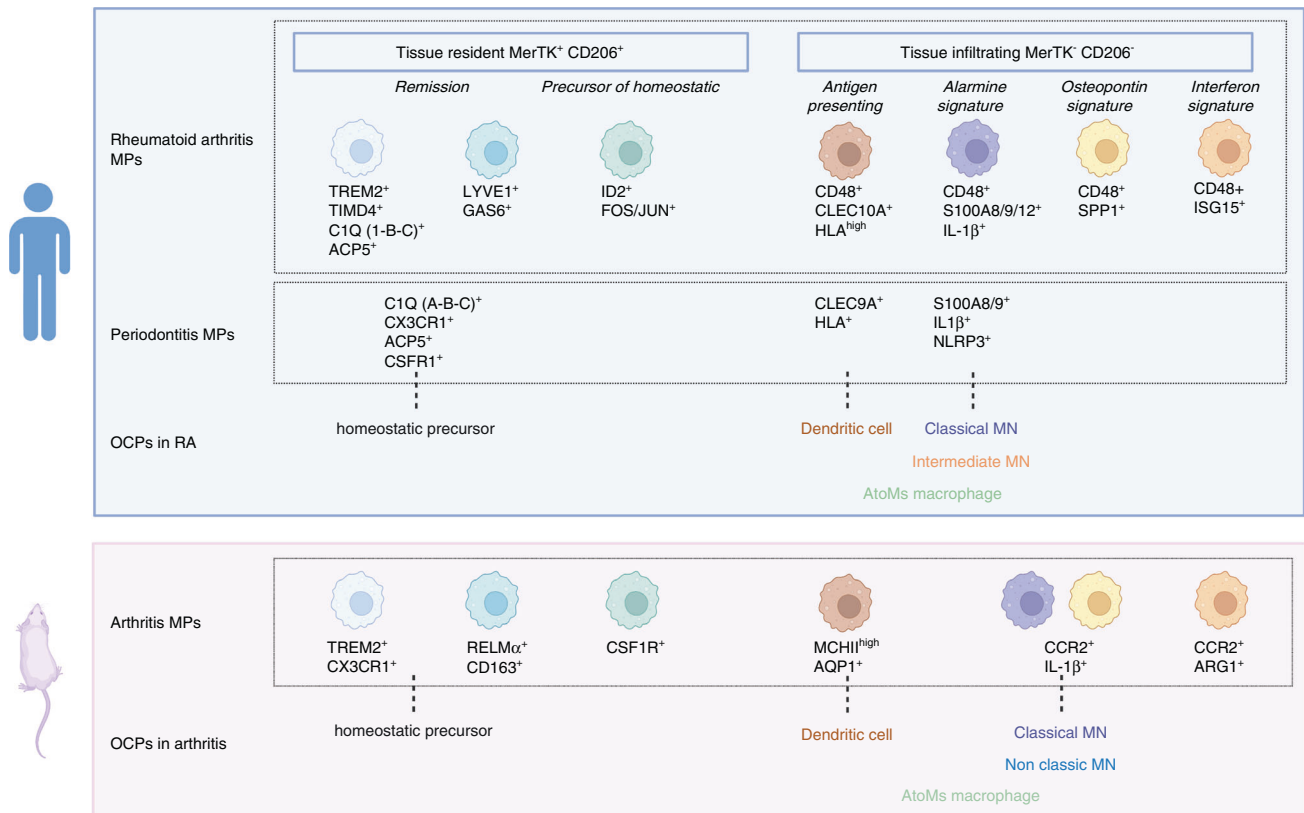 Tissue resident MerTK⁺ CD206⁺
Tissue infiltrating MerTK⁻ CD206⁻
Remission
Precursor of homeostatic
Antigen
presenting
Alarmine
signature
Osteopontin
signature
Interferon
signature
Rheumatoid arthritis
MPs
TREM2⁺
TIMD4⁺
C1Q (1-B-C)⁺
ACP5⁺
LYVE1⁺
GAS6⁺
ID2⁺
FOS/JUN⁺
CD48⁺
CLEC10A⁺
HLAʰⁱᵍʰ
CD48⁺
S100A8/9/12⁺
IL-1β⁺
CD48⁺
SPP1⁺
CD48+
ISG15⁺
Periodontitis MPs
C1Q (A-B-C)⁺
CX3CR1⁺
ACP5⁺
CSFR1⁺
CLEC9A⁺
HLA⁺
S100A8/9⁺
IL1β⁺
NLRP3⁺
OCPs in RA
homeostatic precursor
Dendritic cell
Classical MN
Intermediate MN
AtoMs macrophage
Arthritis MPs
TREM2⁺
CX3CR1⁺
RELMα⁺
CD163⁺
CSF1R⁺
MCHIIʰⁱᵍʰ
AQP1⁺
CCR2⁺
IL-1β⁺
CCR2⁺
ARG1⁺
OCPs in arthritis
homeostatic precursor
Dendritic cell
Classical MN
Non classic MN
AtoMs macrophage